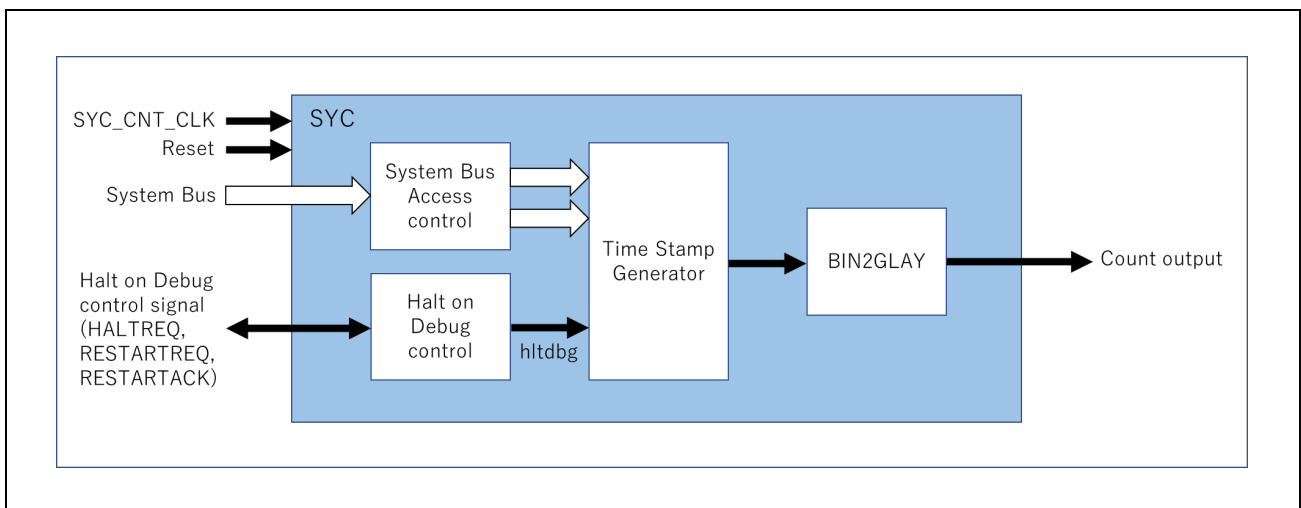 SYC_CNT_CLK
Reset
System Bus
Halt on Debug
control signal
(HALTREQ,
RESTARTREQ,
RESTARTACK)
SYC
System Bus
Access
control
Halt on
Debug
control
hltdbg
Time Stamp
Generator
BIN2GLAY
Count output